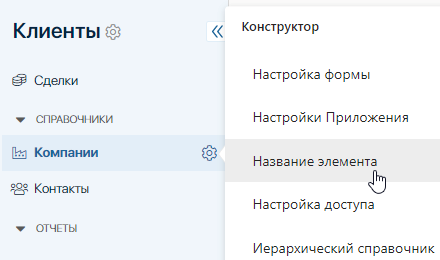 Клиенты
Сделки
СПРАВОЧНИКИ
Компании
Контакты
ОТЧЕТЫ
Конструктор
Настройка формы
Настройки Приложения
Название элемента
Настройка доступа
Иерархический справочник